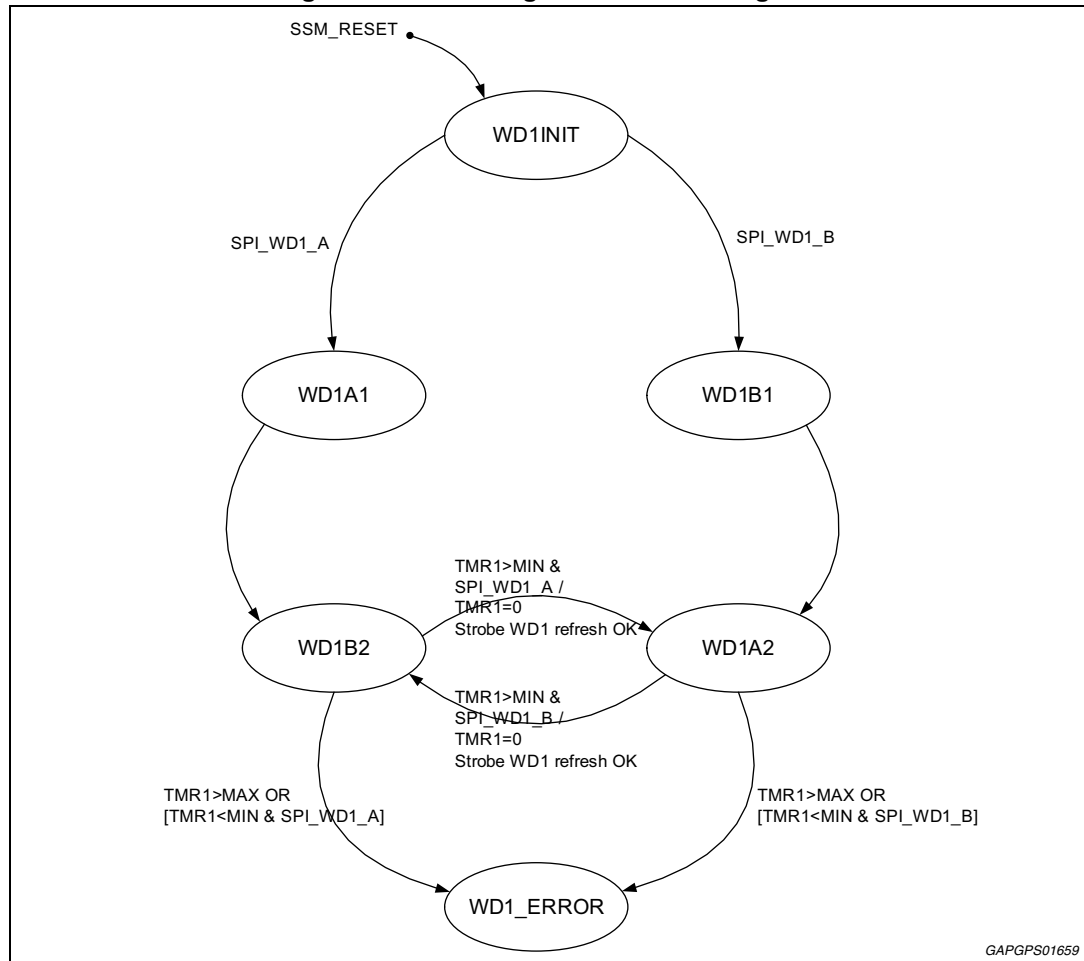 SSM_RESET
WD1INIT
SPI_WD1_A
SPI_WD1_B
WD1A1
WD1B1
TMR1>MIN &
SPI_WD1_A /
TMR1=0
Strobe WD1 refresh OK
WD1B2
WD1A2
TMR1>MIN &
SPI_WD1_B /
TMR1=0
Strobe WD1 refresh OK
TMR1>MAX OR
[TMR1<MIN & SPI_WD1_A]
TMR1>MAX OR
[TMR1<MIN & SPI_WD1_B]
WD1_ERROR
GAPGPS01659